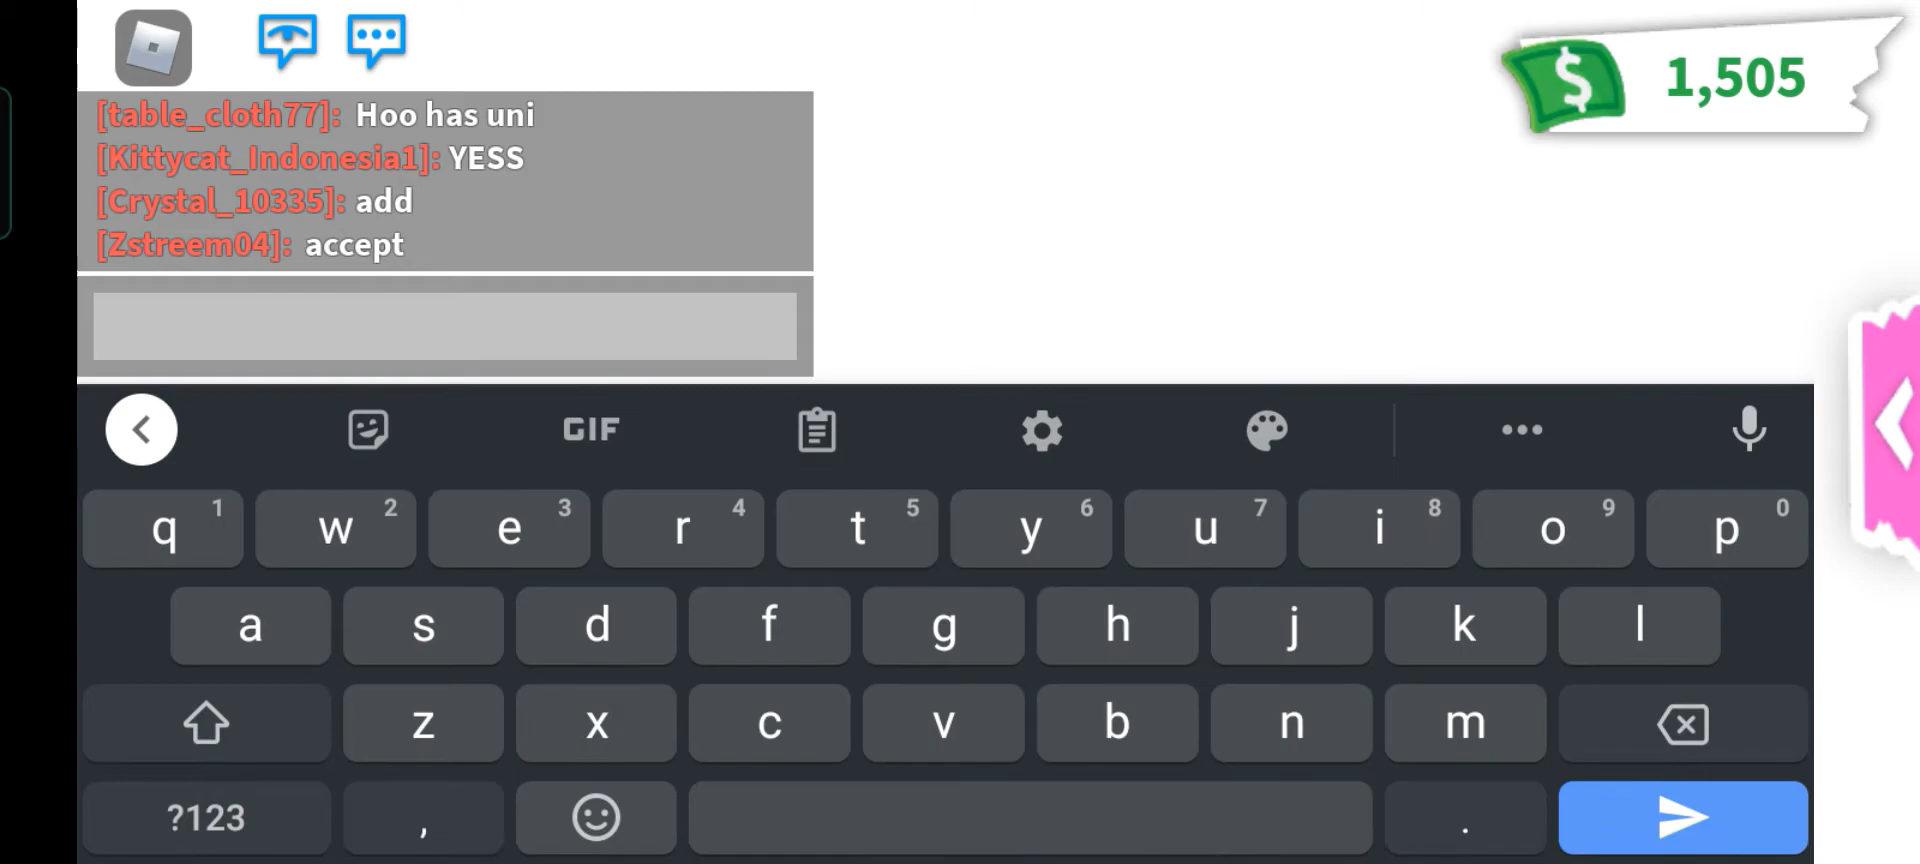 1,505
[table_cloth77]: Hoo has uni
[Kittycat_Indonesia1]: YESS
[Crystal_10335]: add
[Zstreem04]: accept
GIF
q 1 w 2 e 3 r 4 t 5 y 6 u 7 i 8 o 9 p 0
a s d f g h j k l
z x c v b n m
?123 , .